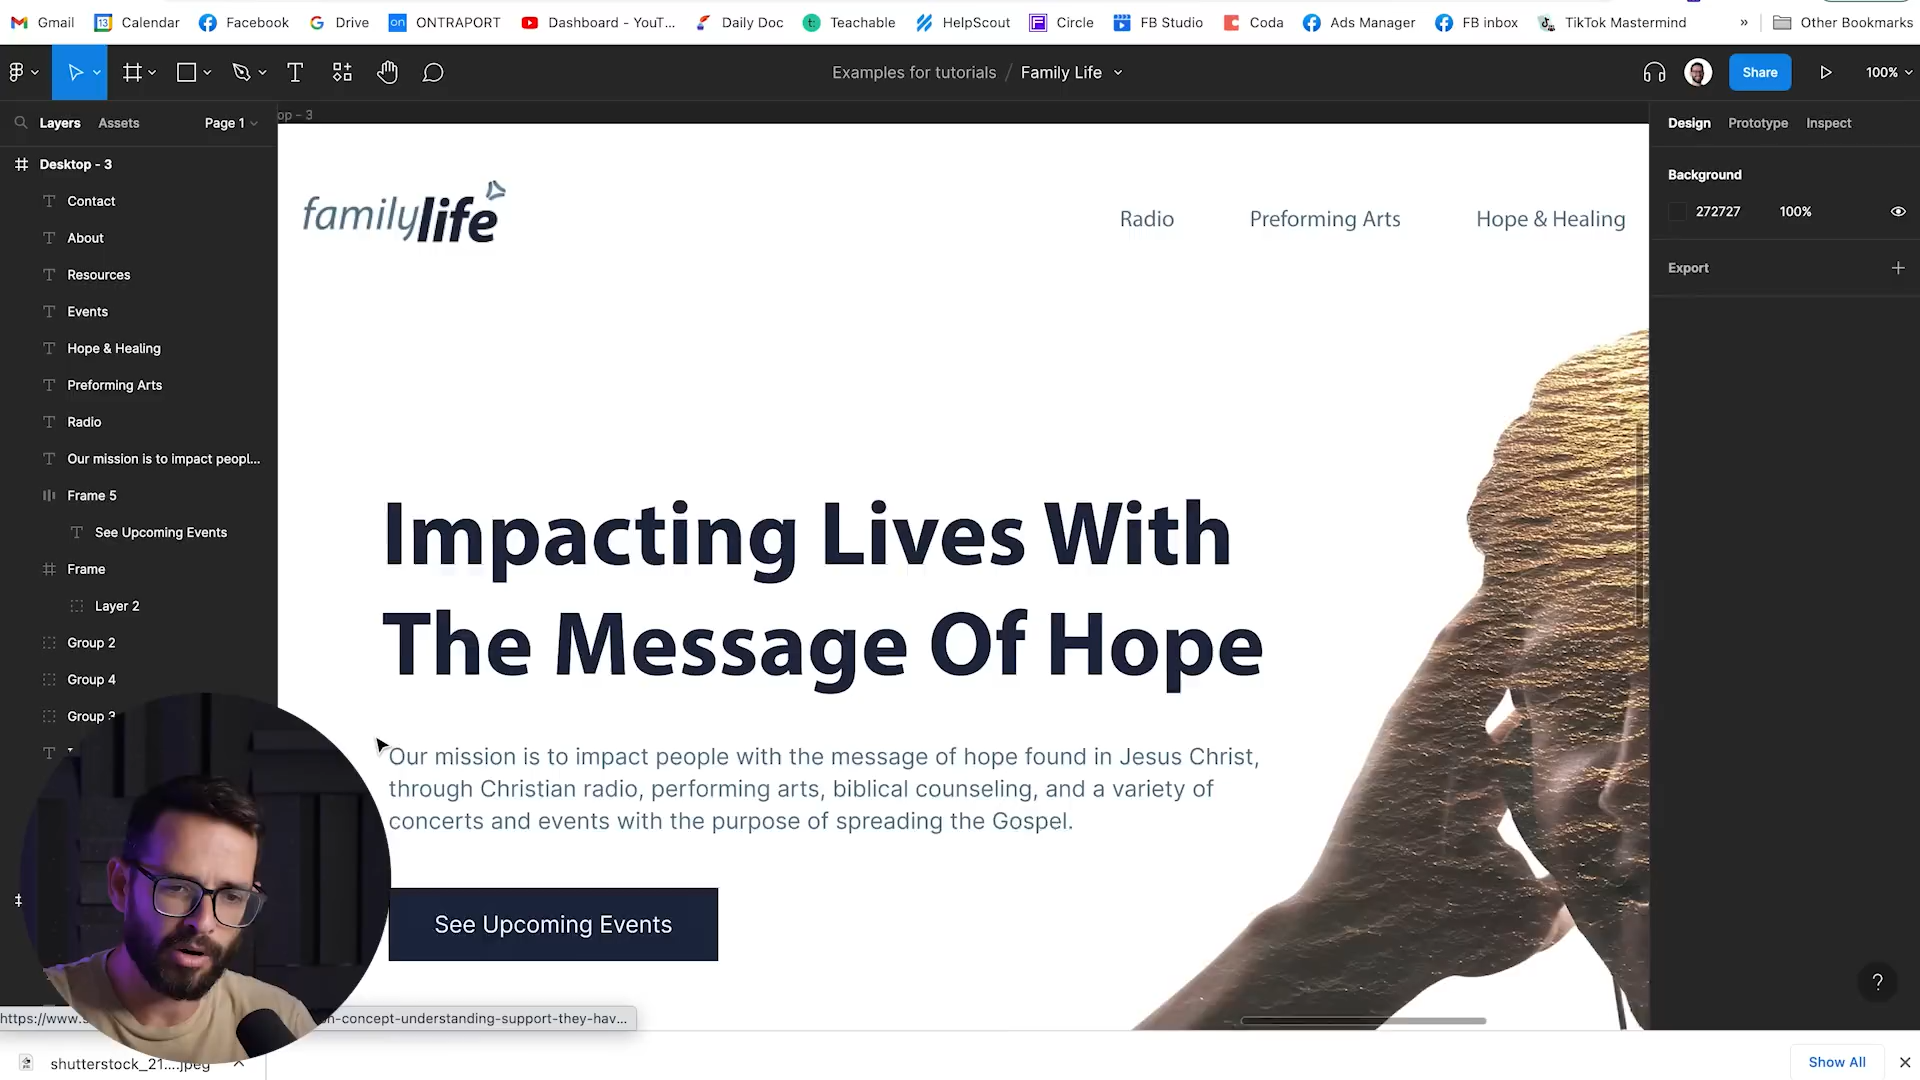 Gmail
Calendar
Facebook
Drive
ONTRAPORT
Dashboard - YouT...
Daily Doc
Teachable
HelpScout
Circle
FB Studio
Coda
Ads Manager
FB inbox
TikTok Mastermind
»
Other Bookmarks
Examples for tutorials / Family Life
Share
100%
Layers
Assets
Page 1
op - 3
Design
Prototype
Inspect
Desktop - 3
Contact
About
Resources
Events
Hope & Healing
Preforming Arts
Radio
Our mission is to impact peopl...
Frame 5
See Upcoming Events
Frame
Layer 2
Group 2
Group 4
Group 3
Background
272727
100%
Export
familylife
Radio
Preforming Arts
Hope & Healing
Impacting Lives With
The Message Of Hope
Our mission is to impact people with the message of hope found in Jesus Christ,
through Christian radio, performing arts, biblical counseling, and a variety of
concerts and events with the purpose of spreading the Gospel.
See Upcoming Events
?
https://www.
-concept-understanding-support-they-hav...
shutterstock_21....jpeg
Show All